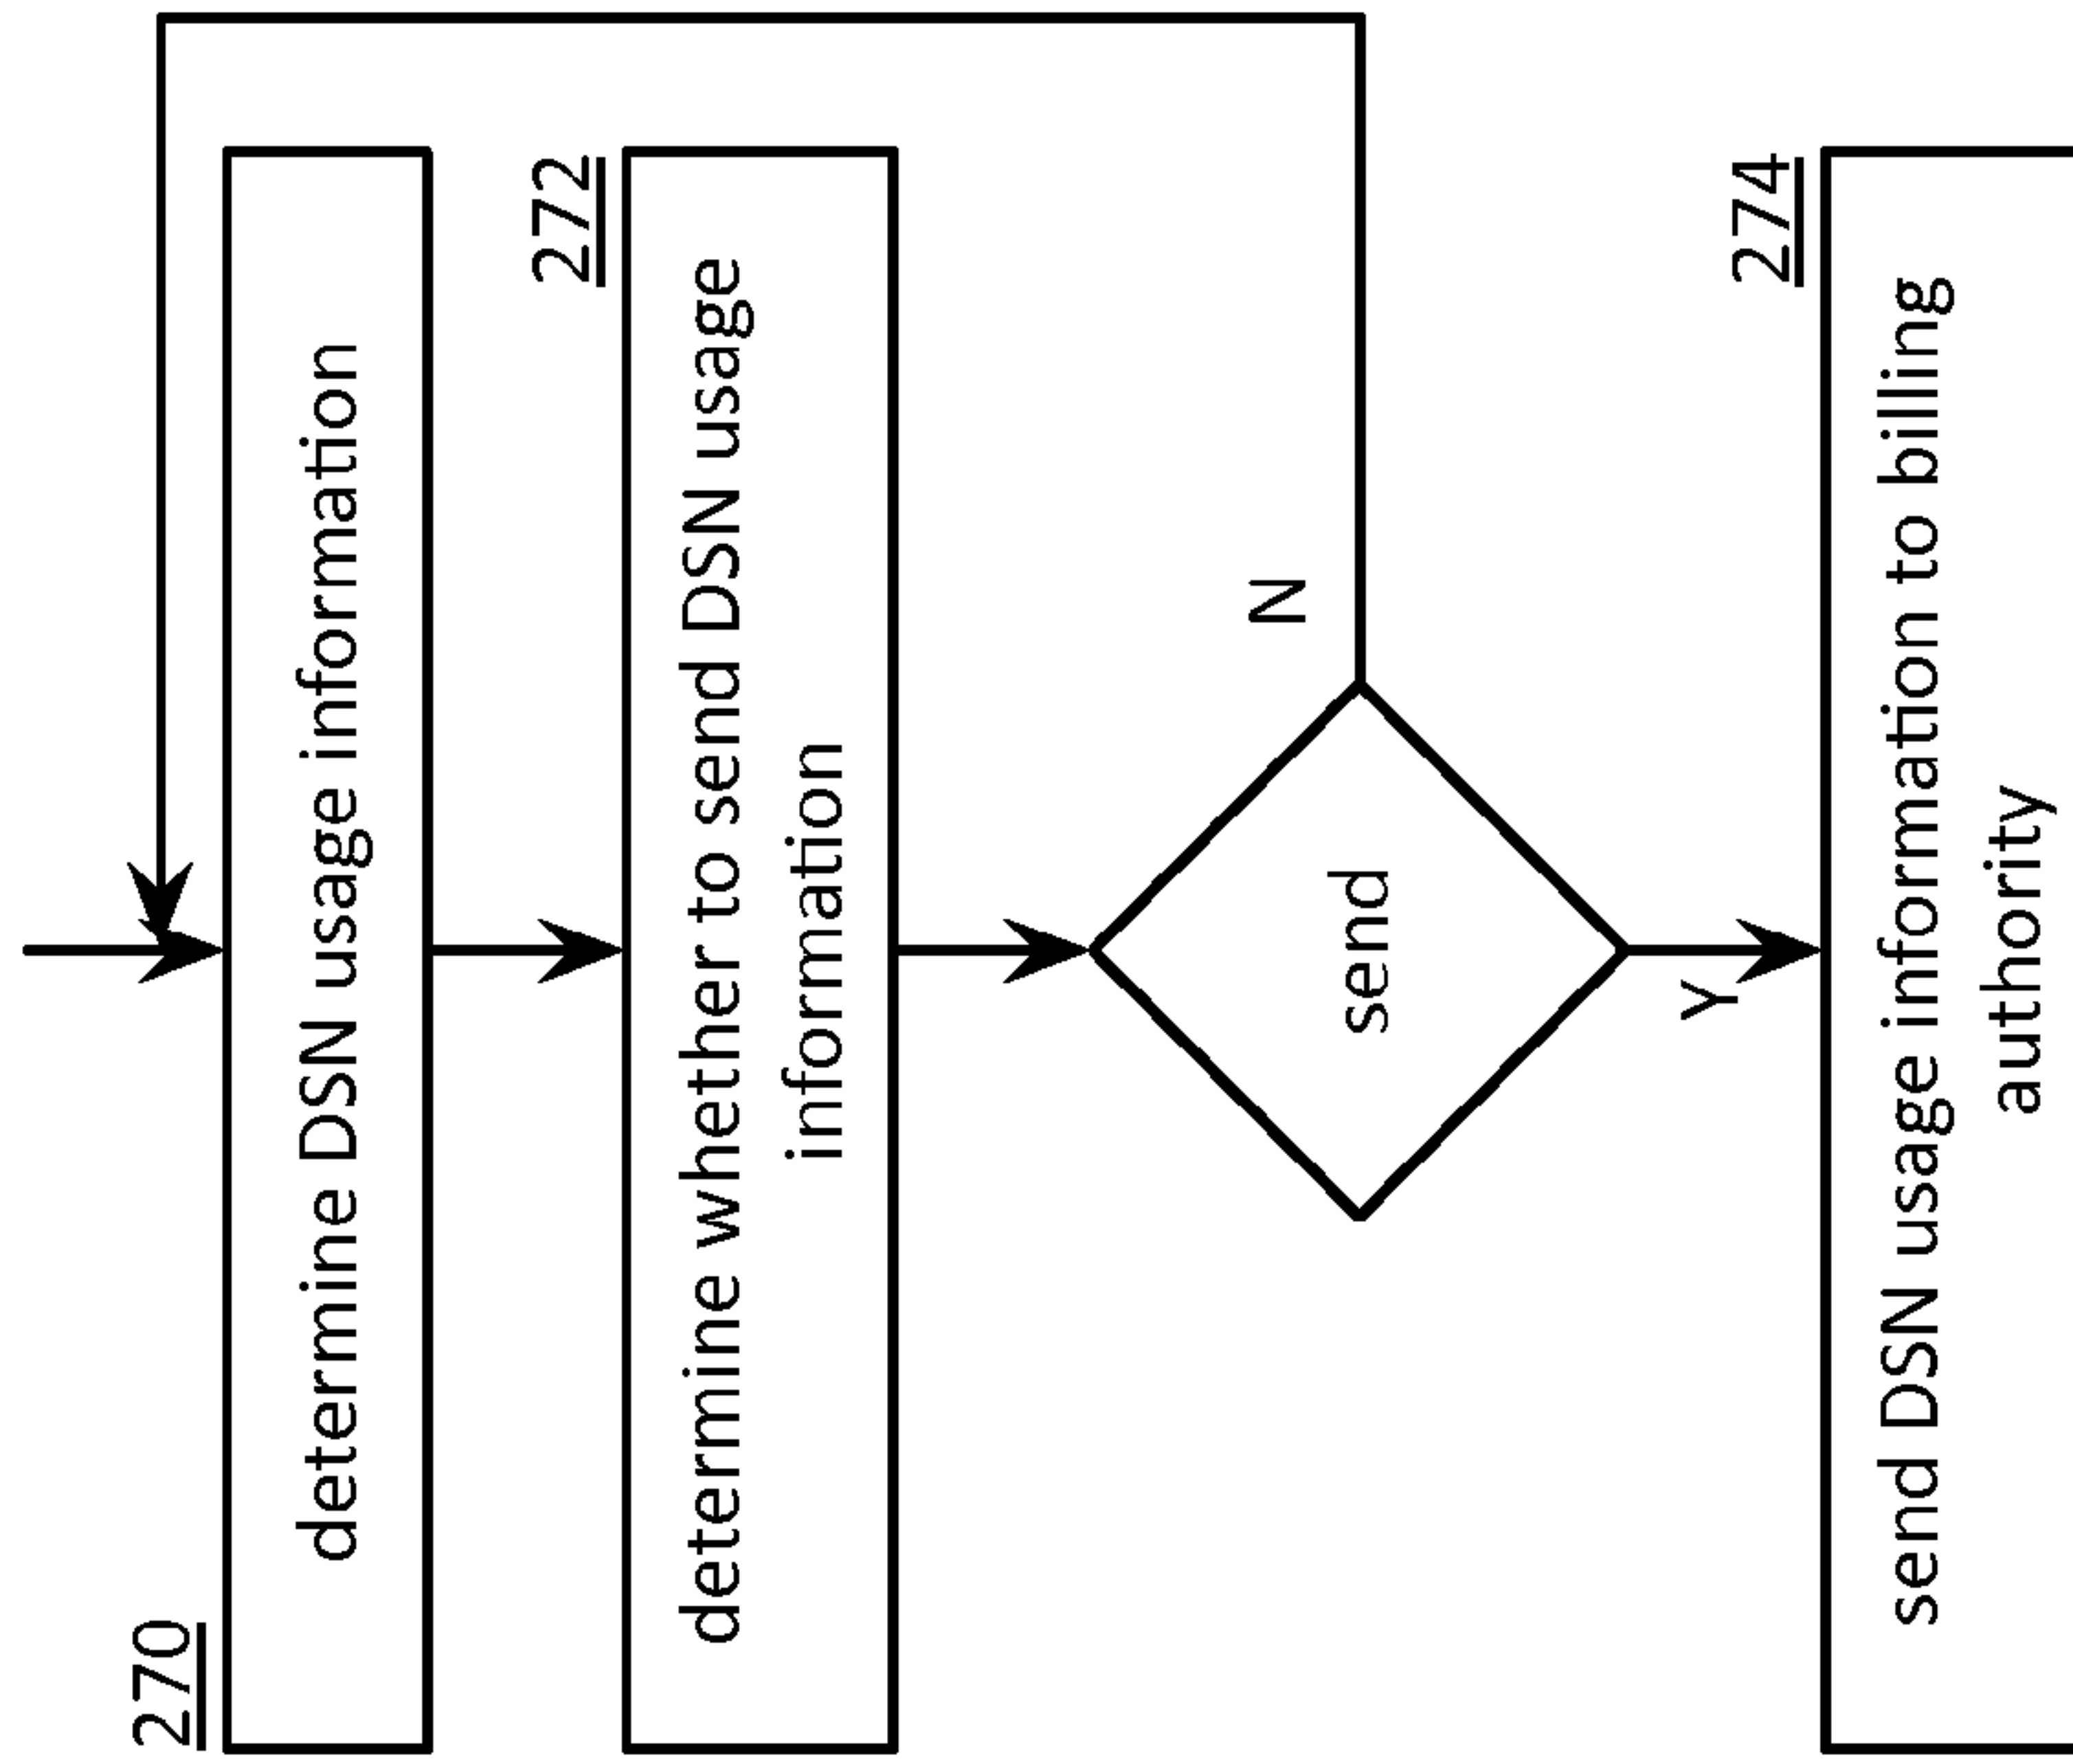 270
determine DSN usage information
272
determine whether to send DSN usage
information
send
N
Y
274
send DSN usage information to billing
authority